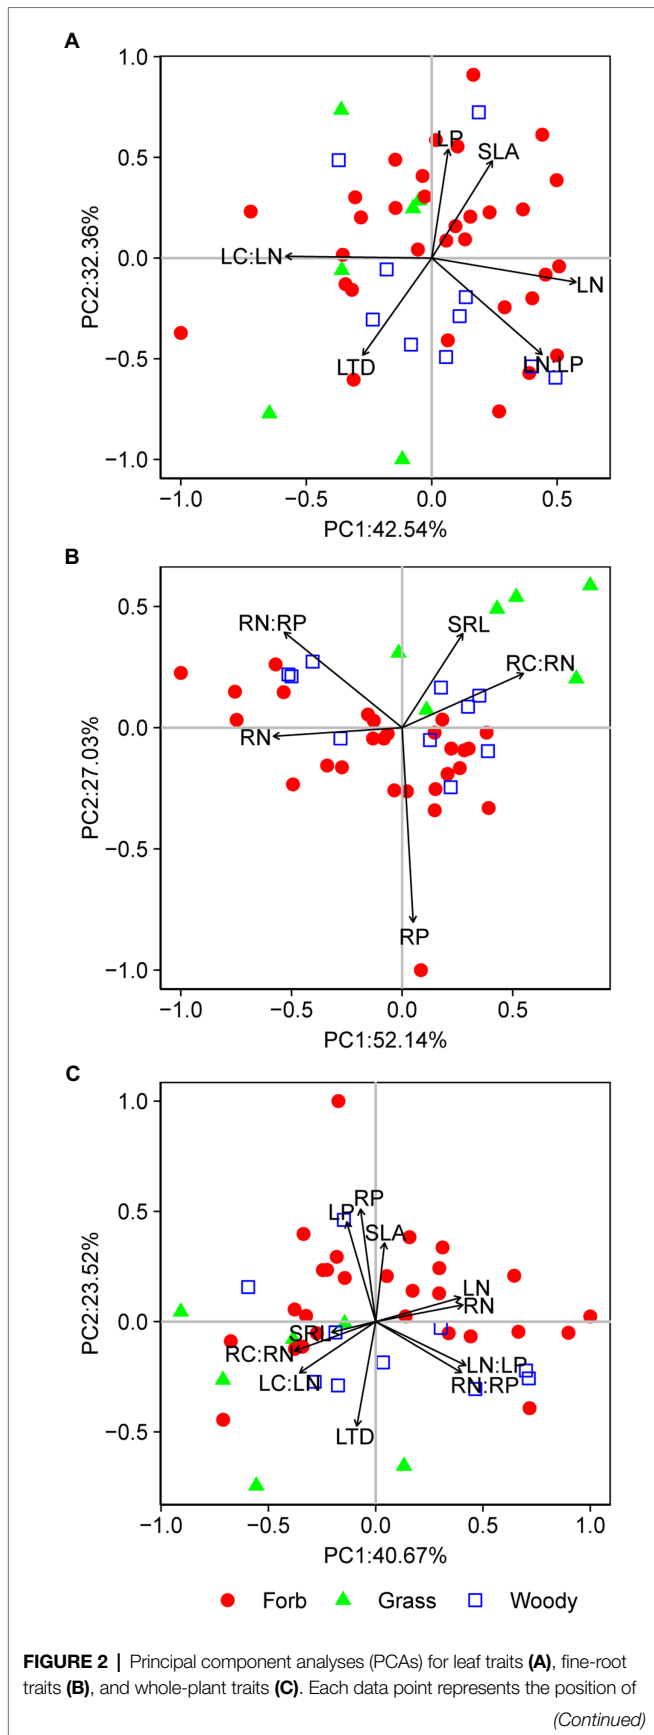 A
1.0
0.5
0.0
−0.5
−1.0
PC2:32.36%
LP
SLA
LC:LN
LN
LTD
LN:LP
−1.0 −0.5 0.0 0.5
PC1:42.54%
B
0.5
0.0
−0.5
−1.0
PC2:27.03%
RN:RP
SRL
RC:RN
RN
RP
−1.0 −0.5 0.0 0.5
PC1:52.14%
C
1.0
0.5
0.0
−0.5
PC2:23.52%
RP
LP
SLA
LN
RN
SRL
RC:RN
LN:LP
LC:LN
RN:RP
LTD
−1.0 −0.5 0.0 0.5 1.0
PC1:40.67%
Forb Grass Woody
FIGURE 2 | Principal component analyses (PCAs) for leaf traits (A), fine-root
traits (B), and whole-plant traits (C). Each data point represents the position of
(Continued)